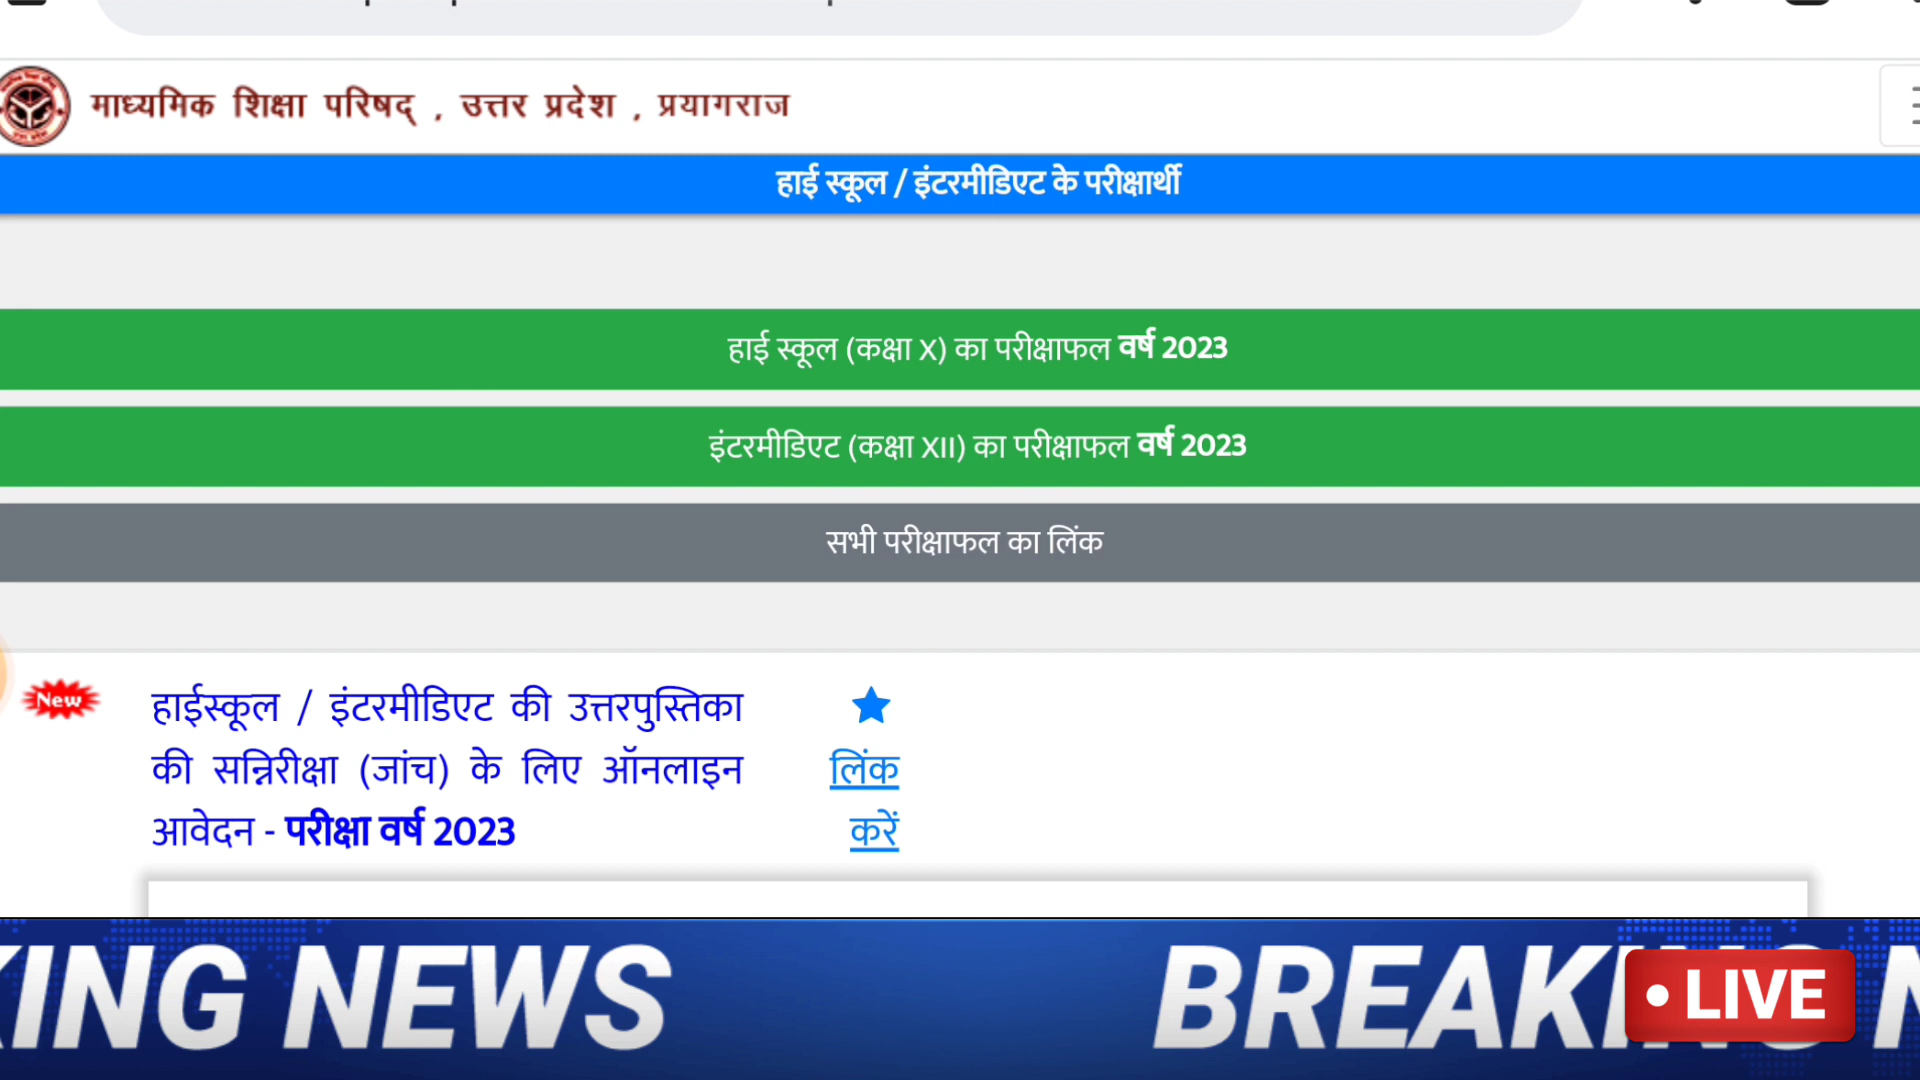 माध्यमिक शिक्षा परिषद् , उत्तर प्रदेश , प्रयागराज
हाई स्कूल / इंटरमीडिएट के परीक्षार्थी
हाई स्कूल (कक्षा X) का परीक्षाफल वर्ष 2023
इंटरमीडिएट (कक्षा XII) का परीक्षाफल वर्ष 2023
सभी परीक्षाफल का लिंक
New
हाईस्कूल / इंटरमीडिएट की उत्तरपुस्तिका
की सन्निरीक्षा (जांच) के लिए ऑनलाइन
आवेदन - परीक्षा वर्ष 2023
लिंक
करें
KING NEWS BREAKI
LIVE